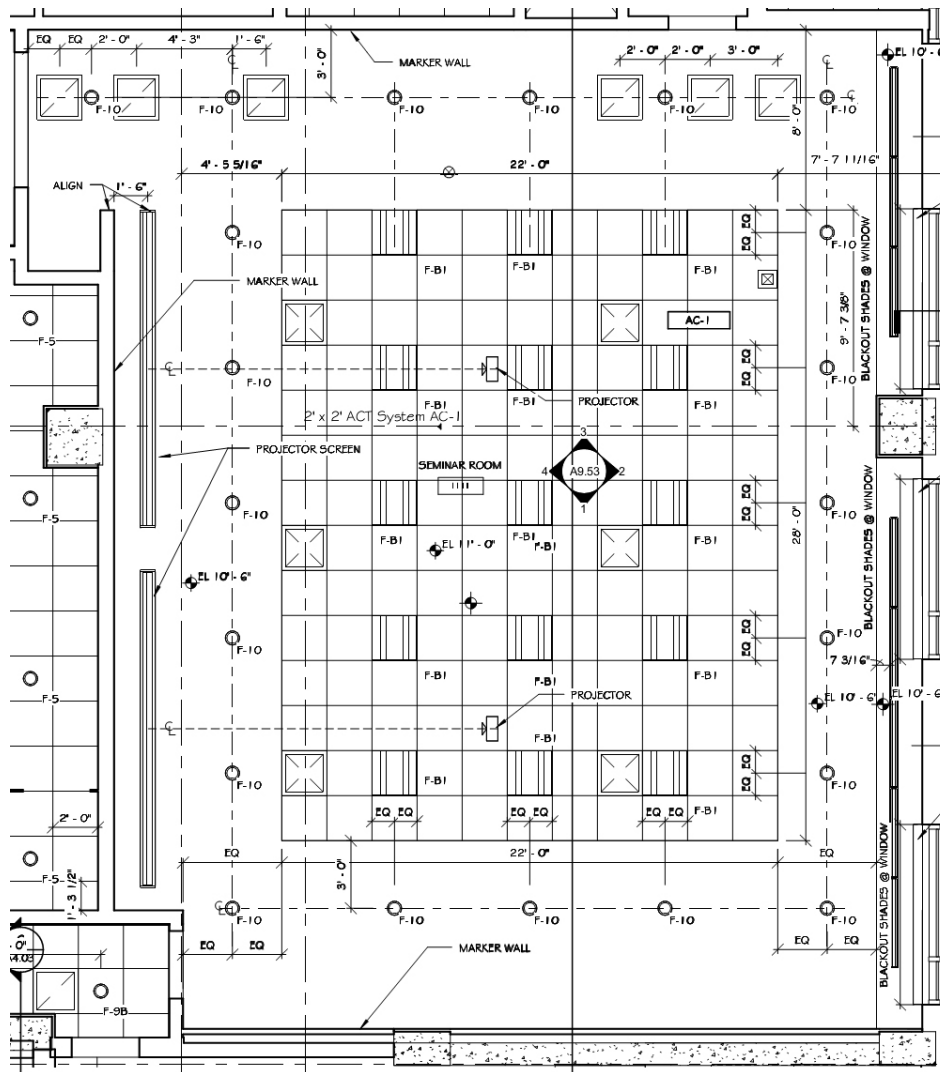 EQ EQ 2' - 0" 4' - 3" 1' - 6"
MARKER WALL
3' - 0"
2' - 0" 2' - 0" 3' - 0"
F-10 F-10 F-10 F-10 F-10 F-10
8' - 0"
4' - 5 5/16" 22' - 0" 7' - 7 11/16"
ALIGN 1' - 6"
F-10 EQ F-10
EQ
F-B1 F-B1 F-B1
MARKER WALL
BLACKOUT SHADES @ WINDOW
9' - 7 3/8"
AC-1
F-5
EQ
F-10 EQ F-10
PROJECTOR
F-B1 F-B1 F-B1
2' x 2' ACT System AC-1
3
PROJECTOR SCREEN
SEMINAR ROOM
4 A9.53 2
1
F-5
F-10 EQ F-10
EQ
BLACKOUT SHADES @ WINDOW
28' - 0"
F-B1 F-B1 F-B1 F-B1
EL 11' - 0"
EL 10' - 6"
F-10 EQ F-10
EQ
7 3/16"
F-B1 F-B1 F-B1
F-5
PROJECTOR
EL 10' - 6"
F-B1
F-B1 F-B1
F-10 EQ F-10
EQ
EQ EQ EQ EQ EQ EQ F-B1
2' - 0"
EQ 22' - 0" EQ
3' - 0"
F-5
1' - 3 1/2"
BLACKOUT SHADES @ WINDOW
F-10 F-10 F-10 F-10 F-10
EQ EQ EQ EQ
MARKER WALL
F-9B